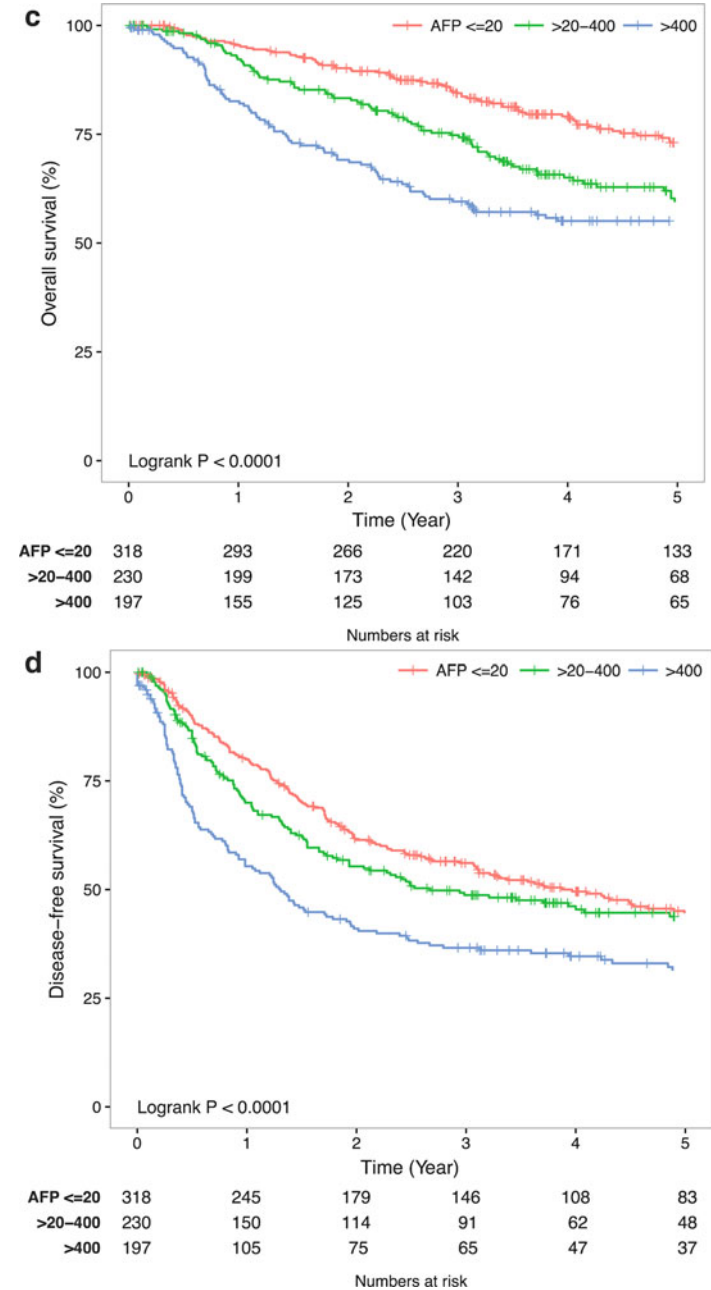 c
AFP <=20 >20−400 >400
100
75
50
25
0
Overall survival (%)
Logrank P < 0.0001
0 1 2 3 4 5
Time (Year)
AFP <=20 318 293 266 220 171 133
>20−400 230 199 173 142 94 68
>400 197 155 125 103 76 65
Numbers at risk
d
AFP <=20 >20−400 >400
100
75
50
25
0
Disease−free survival (%)
Logrank P < 0.0001
0 1 2 3 4 5
Time (Year)
AFP <=20 318 245 179 146 108 83
>20−400 230 150 114 91 62 48
>400 197 105 75 65 47 37
Numbers at risk